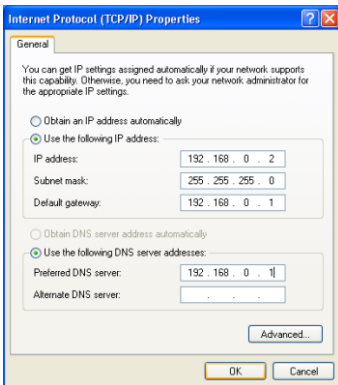 Internet Protocol (TCP/IP) Properties
General
You can get IP settings assigned automatically if your network supports
this capability. Otherwise, you need to ask your network administrator for
the appropriate IP settings.
Obtain an IP address automatically
Use the following IP address:
IP address: 192 . 168 . 0 . 2
Subnet mask: 255 . 255 . 255 . 0
Default gateway: 192 . 168 . 0 . 1
Obtain DNS server address automatically
Use the following DNS server addresses:
Preferred DNS server: 192 . 168 . 0 . 1
Alternate DNS server: . . .
Advanced...
OK Cancel